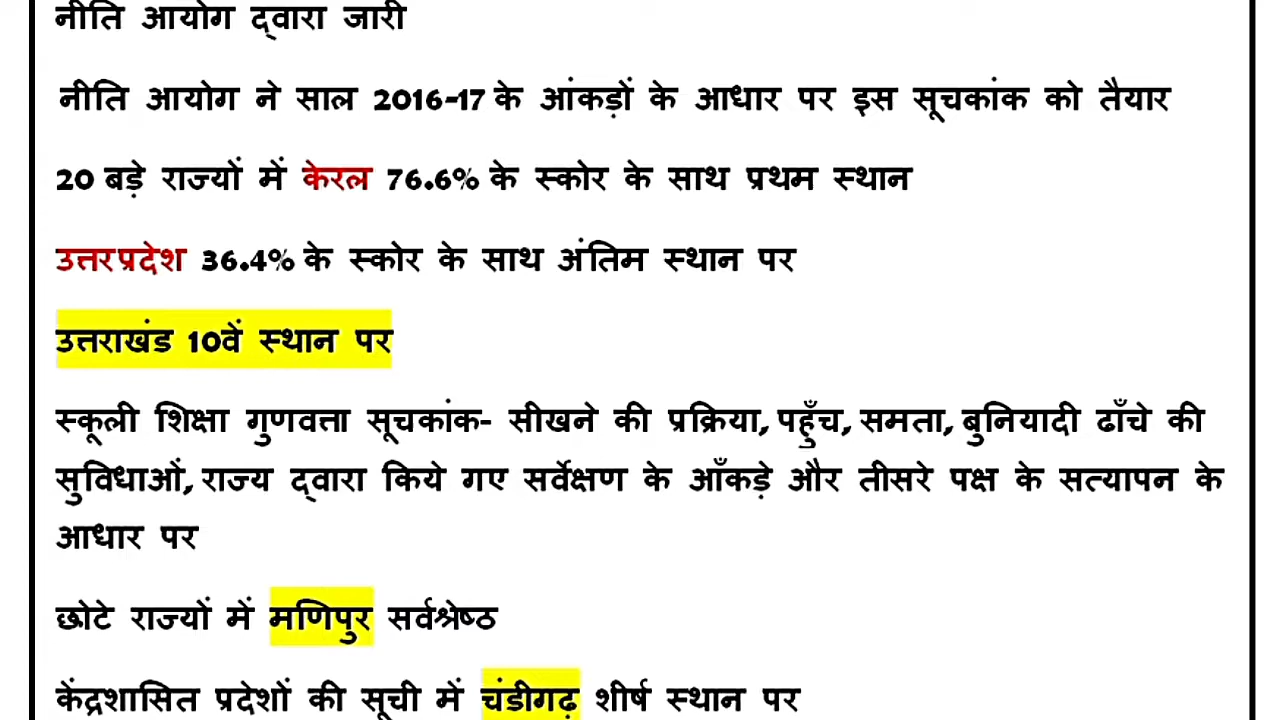 नीति आयोग द्वारा जारी
नीति आयोग ने साल 2016-17 के आंकड़ों के आधार पर इस सूचकांक को तैयार
20 बड़े राज्यों में केरल 76.6% के स्कोर के साथ प्रथम स्थान
उत्तरप्रदेश 36.4% के स्कोर के साथ अंतिम स्थान पर
उत्तराखंड 10वें स्थान पर
स्कूली शिक्षा गुणवत्ता सूचकांक- सीखने की प्रक्रिया, पहुँच, समता, बुनियादी ढाँचे की
सुविधाओं, राज्य द्वारा किये गए सर्वेक्षण के आँकड़े और तीसरे पक्ष के सत्यापन के
आधार पर
छोटे राज्यों में मणिपुर सर्वश्रेष्ठ
केंद्रशासित प्रदेशों की सूची में चंडीगढ़ शीर्ष स्थान पर